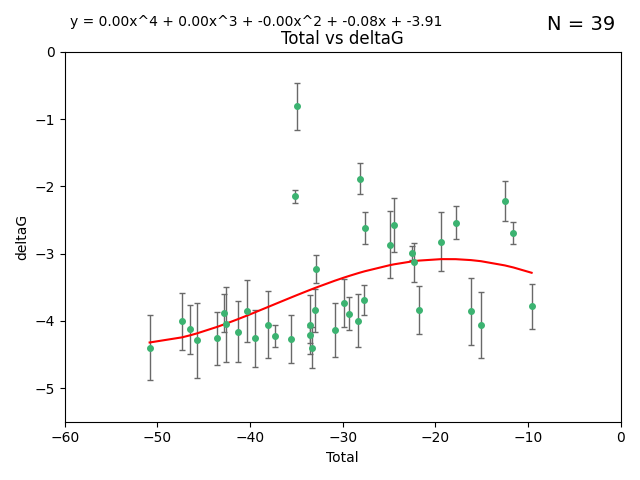 y = 0.00x^4 + 0.00x^3 + -0.00x^2 + -0.08x + -3.91
N = 39
Total vs deltaG
0
−1
−2
−3
−4
−5
deltaG
−60 −50 −40 −30 −20 −10 0
Total